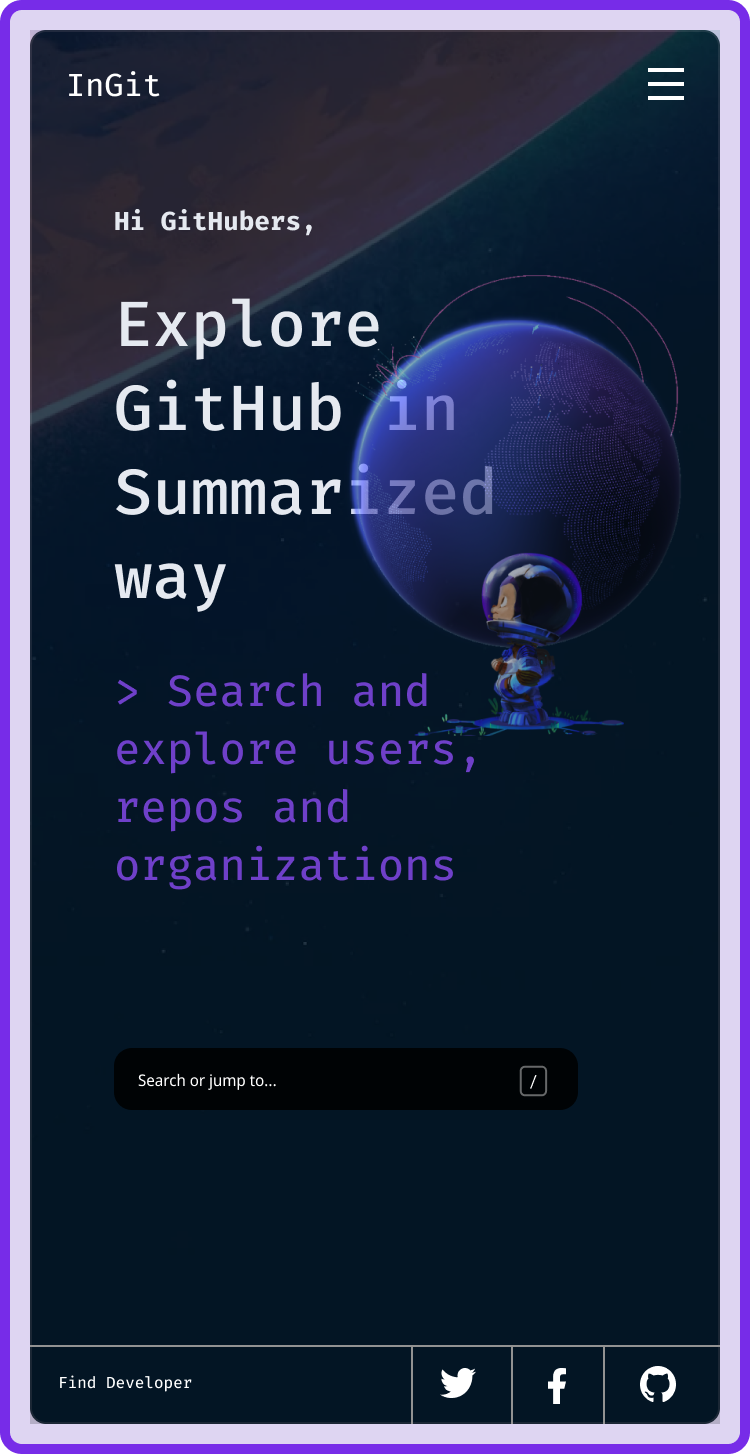 InGit
Hi GitHubers,
Explore
GitHub in
Summarized
way
> Search and
explore users,
repos and
organizations
Search or jump to...
/
Find Developer